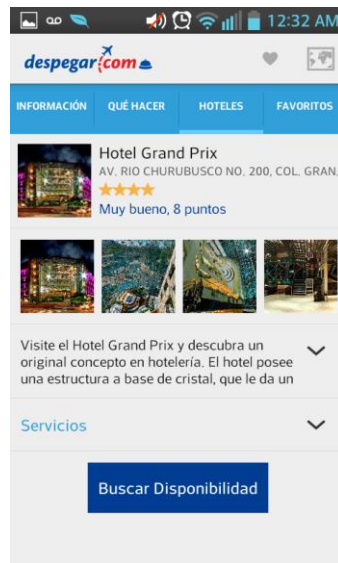 12:32 AM
despegar.com
INFORMACIÓN QUÉ HACER HOTELES FAVORITOS
Hotel Grand Prix
AV. RIO CHURUBUSCO NO. 200, COL. GRAN.
Muy bueno, 8 puntos
Visite el Hotel Grand Prix y descubra un
original concepto en hotelería. El hotel posee
una estructura a base de cristal, que le da un
Servicios
Buscar Disponibilidad